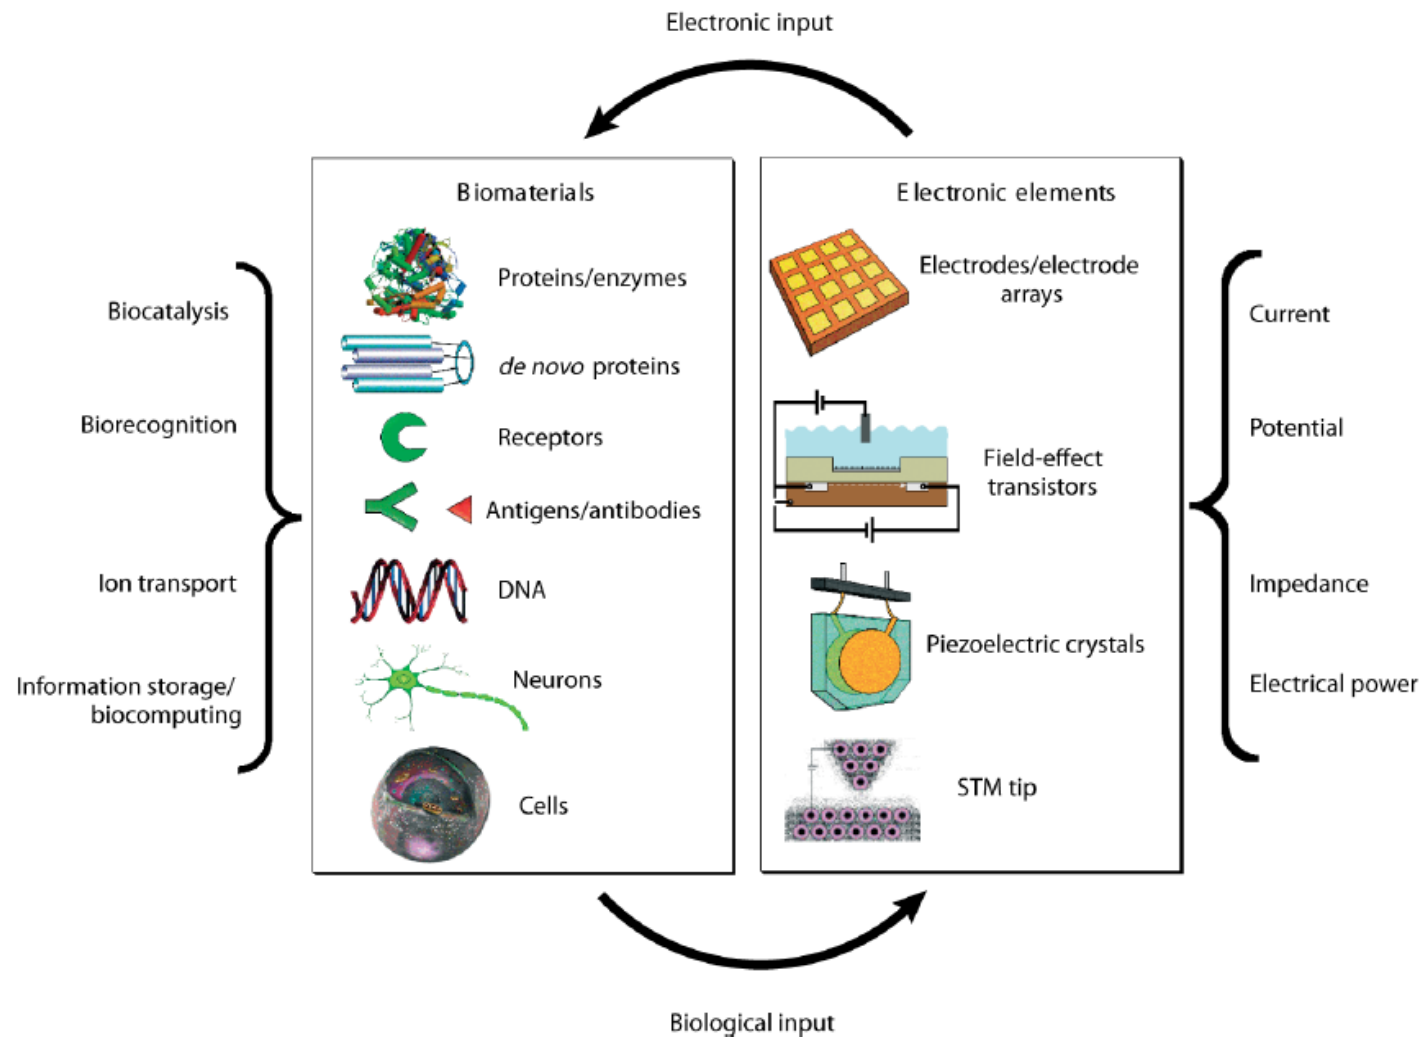 Electronic input
Biomaterials
Proteins/enzymes
de novo proteins
Receptors
Antigens/antibodies
DNA
Neurons
Cells
Electronic elements
Electrodes/electrode
arrays
Field-effect
transistors
Piezoelectric crystals
STM tip
Biocatalysis
Biorecognition
Ion transport
Information storage/
biocomputing
Current
Potential
Impedance
Electrical power
Biological input